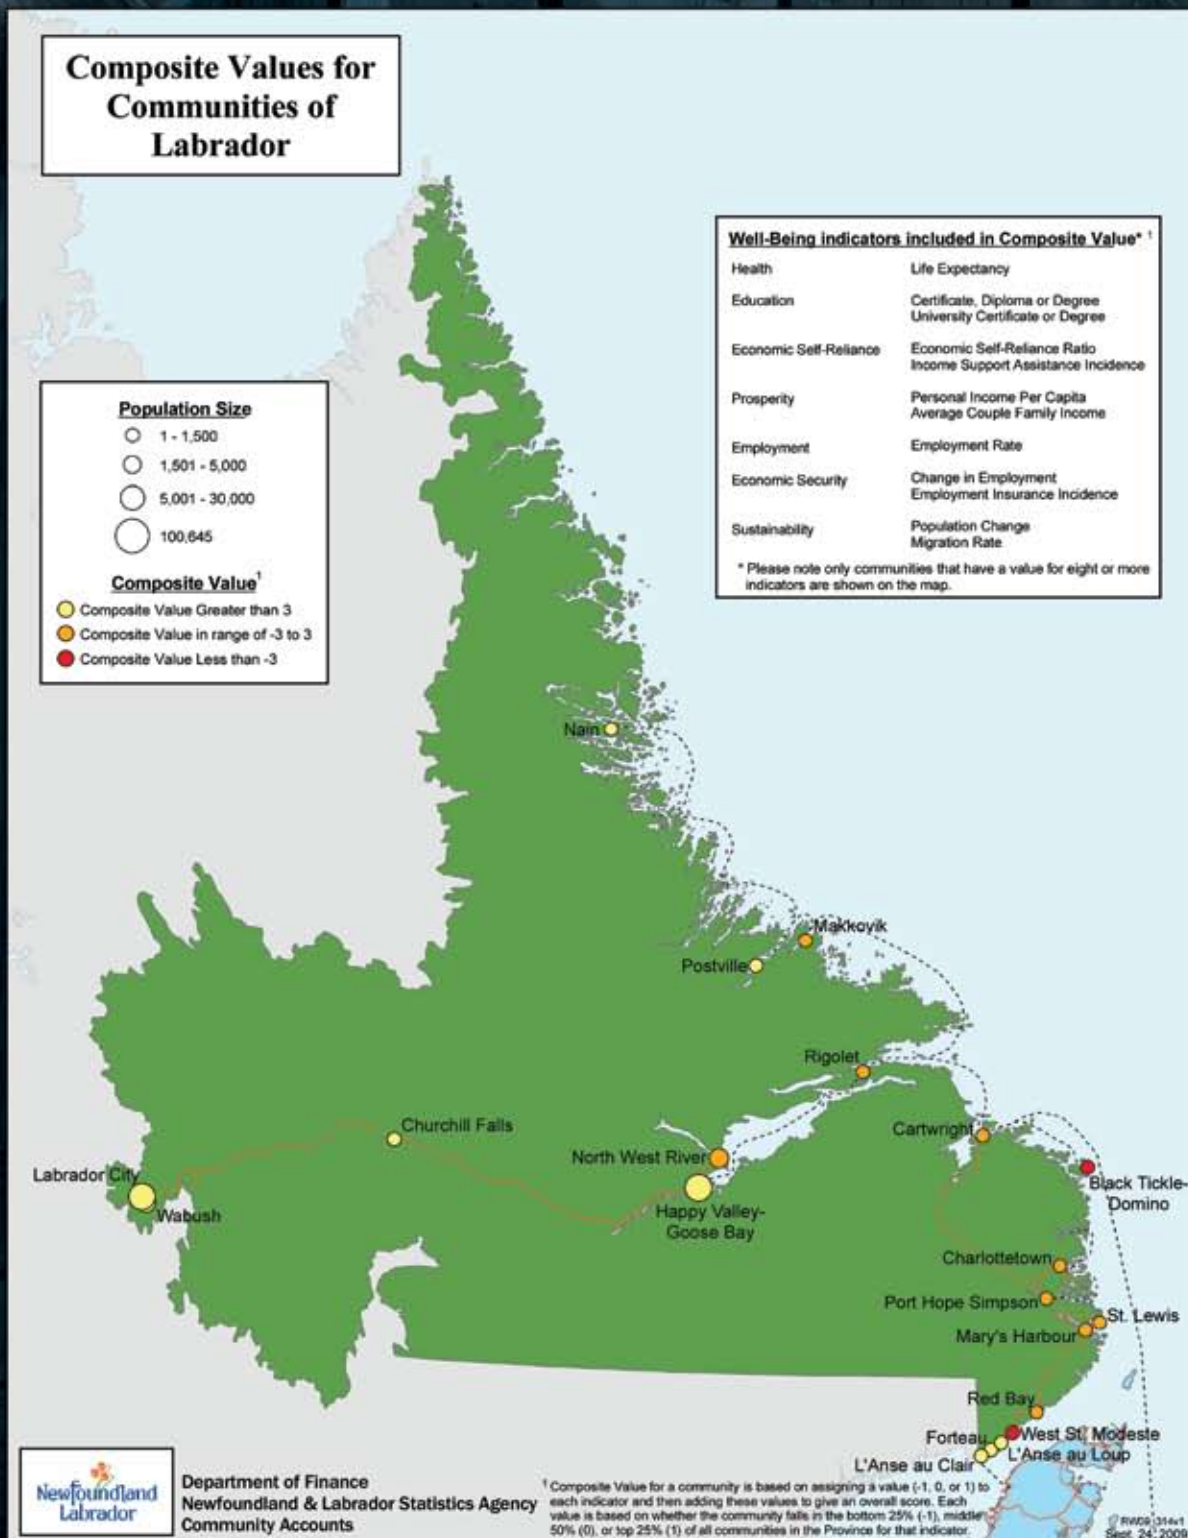 Composite Values for
Communities of
Labrador
Well-Being indicators included in Composite Value* 1
Health Life Expectancy
Education Certificate, Diploma or Degree
University Certificate or Degree
Economic Self-Reliance Economic Self-Reliance Ratio
Income Support Assistance Incidence
Prosperity Personal Income Per Capita
Average Couple Family Income
Employment Employment Rate
Economic Security Change in Employment
Employment Insurance Incidence
Sustainability Population Change
Migration Rate
* Please note only communities that have a value for eight or more
indicators are shown on the map.
Population Size
1 - 1,500
1,501 - 5,000
5,001 - 30,000
100,645
Composite Value1
Composite Value Greater than 3
Composite Value in range of -3 to 3
Composite Value Less than -3
Nain
Makkovik
Postville
Rigolet
Churchill Falls
Cartwright
North West River
Labrador City
Wabush
Happy Valley-
Goose Bay
Black Tickle-
Domino
Charlottetown
Port Hope Simpson
St. Lewis
Mary's Harbour
Red Bay
West St. Modeste
Forteau
L'Anse au Loup
L'Anse au Clair
Newfoundland
Labrador
Department of Finance
Newfoundland & Labrador Statistics Agency
Community Accounts
1 Composite Value for a community is based on assigning a value (-1, 0, or 1) to
each indicator and then adding these values to give an overall score. Each
value is based on whether the community falls in the bottom 25% (-1), middle
50% (0), or top 25% (1) of all communities in the Province for that indicator.
RW09_314v1
Sept. 24, 2009